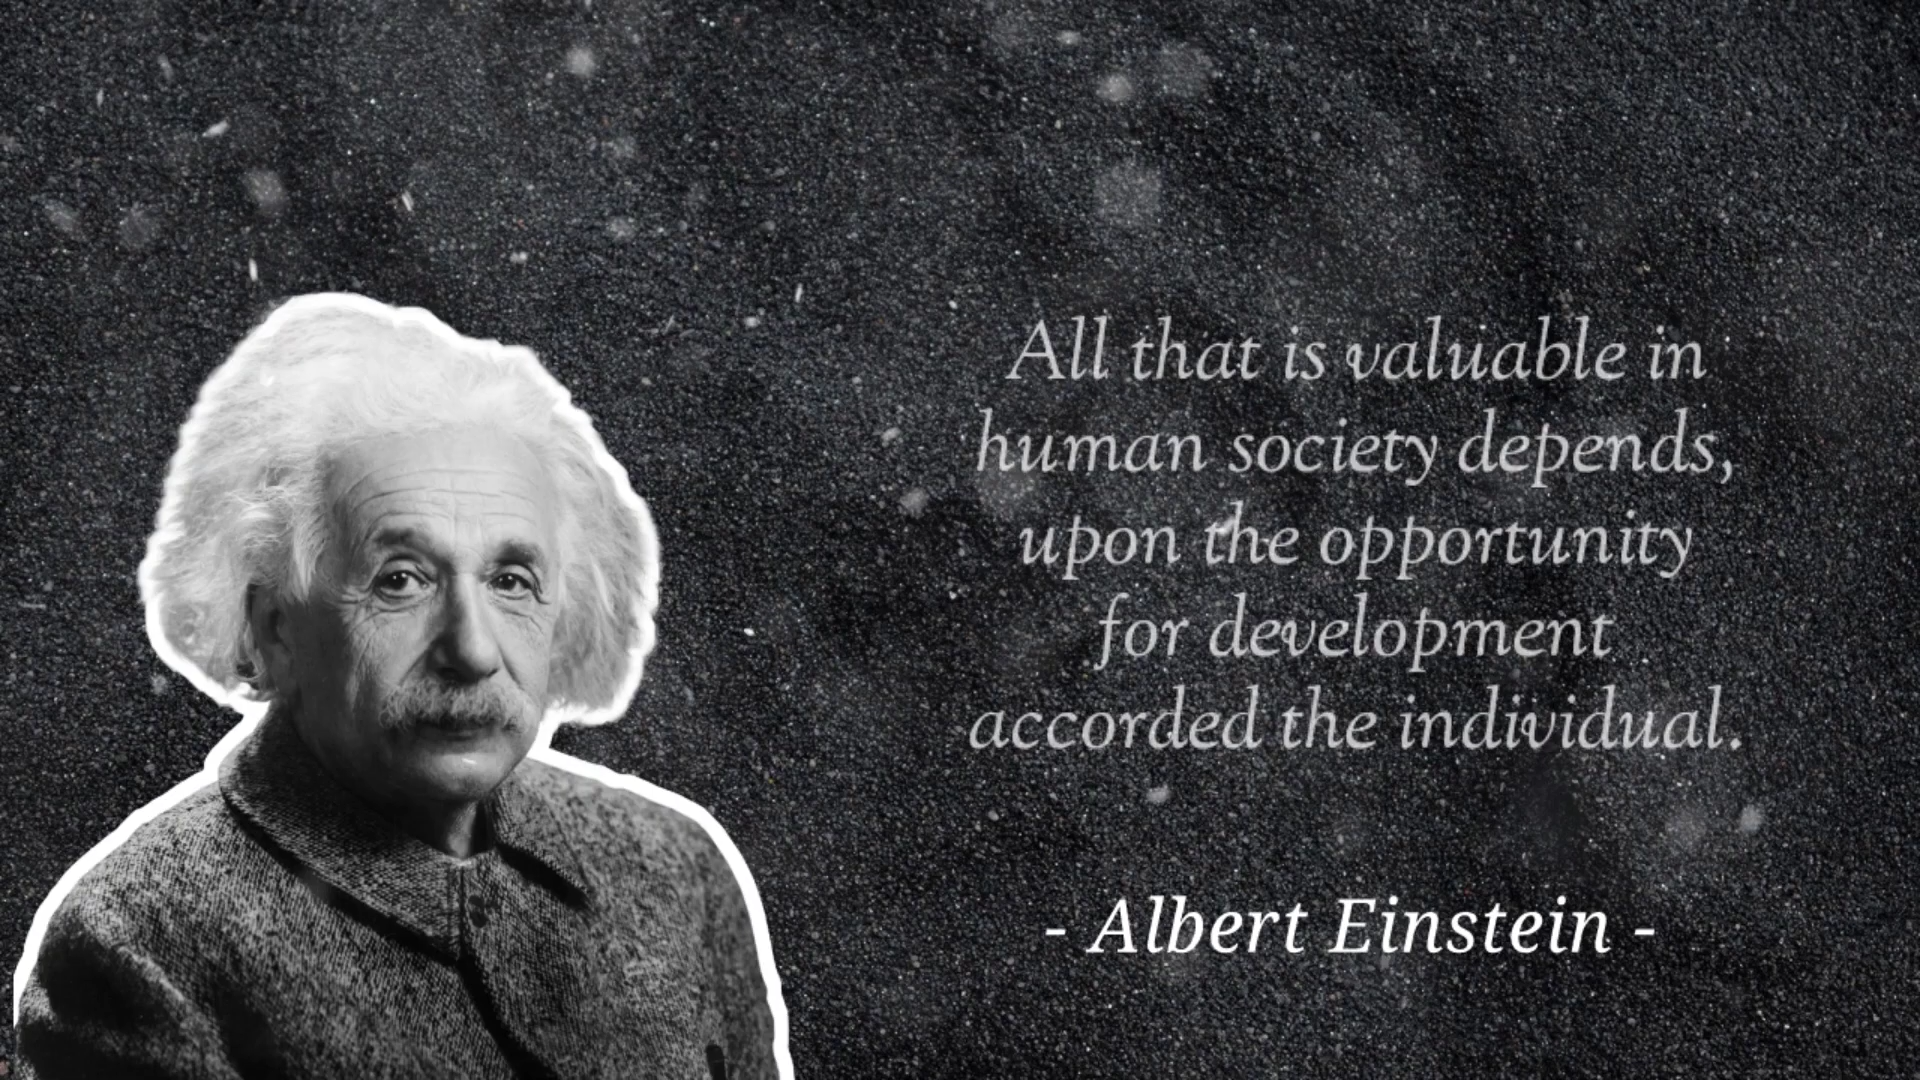 All that is valuable in
human society depends,
upon the opportunity
for development
accorded the individual.
- Albert Einstein -